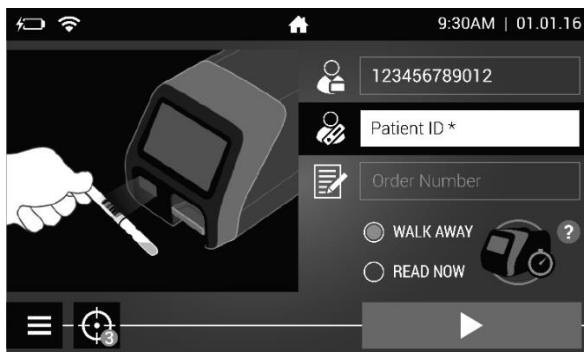 9:30AM | 01.01.16
123456789012
Patient ID *
Order Number
WALK AWAY
?
READ NOW
3